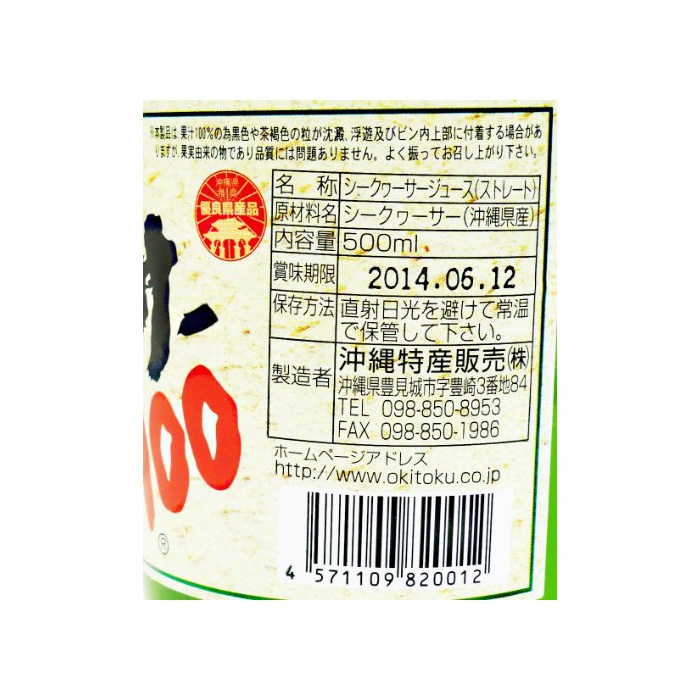 ※本製品は、果汁100%の為黒色や茶褐色の粒が沈澱、浮遊及びビン内上部に付着する場合があ
りますが、果実由来の物であり品質には問題ありません。よく振ってお召し上がり下さい。
沖縄県
推奨
優良県産品
名 称 シークヮーサージュース(ストレート)
原材料名 シークヮーサー(沖縄県産)
内容量 500ml
賞味期限 2014.06.12
保存方法 直射日光を避けて常温
で保管して下さい。
製造者 沖縄特産販売(株)
沖縄県豊見城市字豊崎3番地84
TEL 098-850-8953
FAX 098-850-1986
ホームページアドレス
http://www.okitoku.co.jp
100
®
4 571109 820012